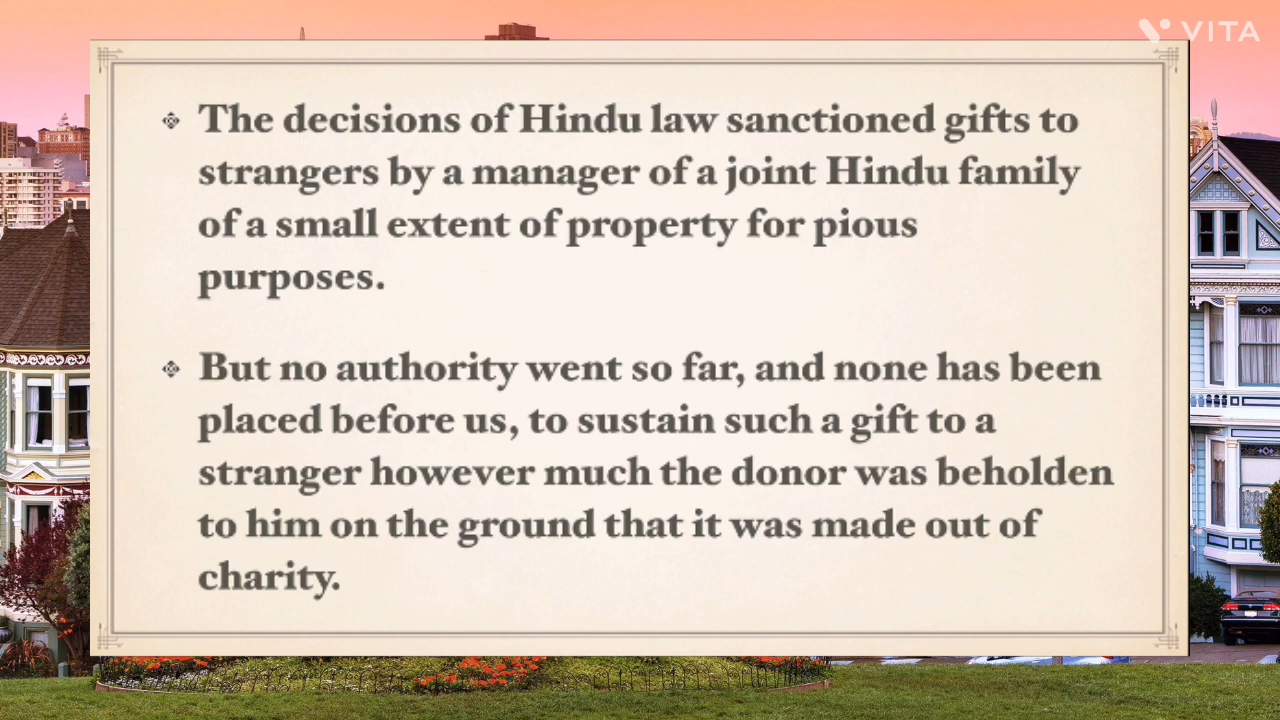 VITA
The decisions of Hindu law sanctioned gifts to
strangers by a manager of a joint Hindu family
of a small extent of property for pious
purposes.
But no authority went so far, and none has been
placed before us, to sustain such a gift to a
stranger however much the donor was beholden
to him on the ground that it was made out of
charity.